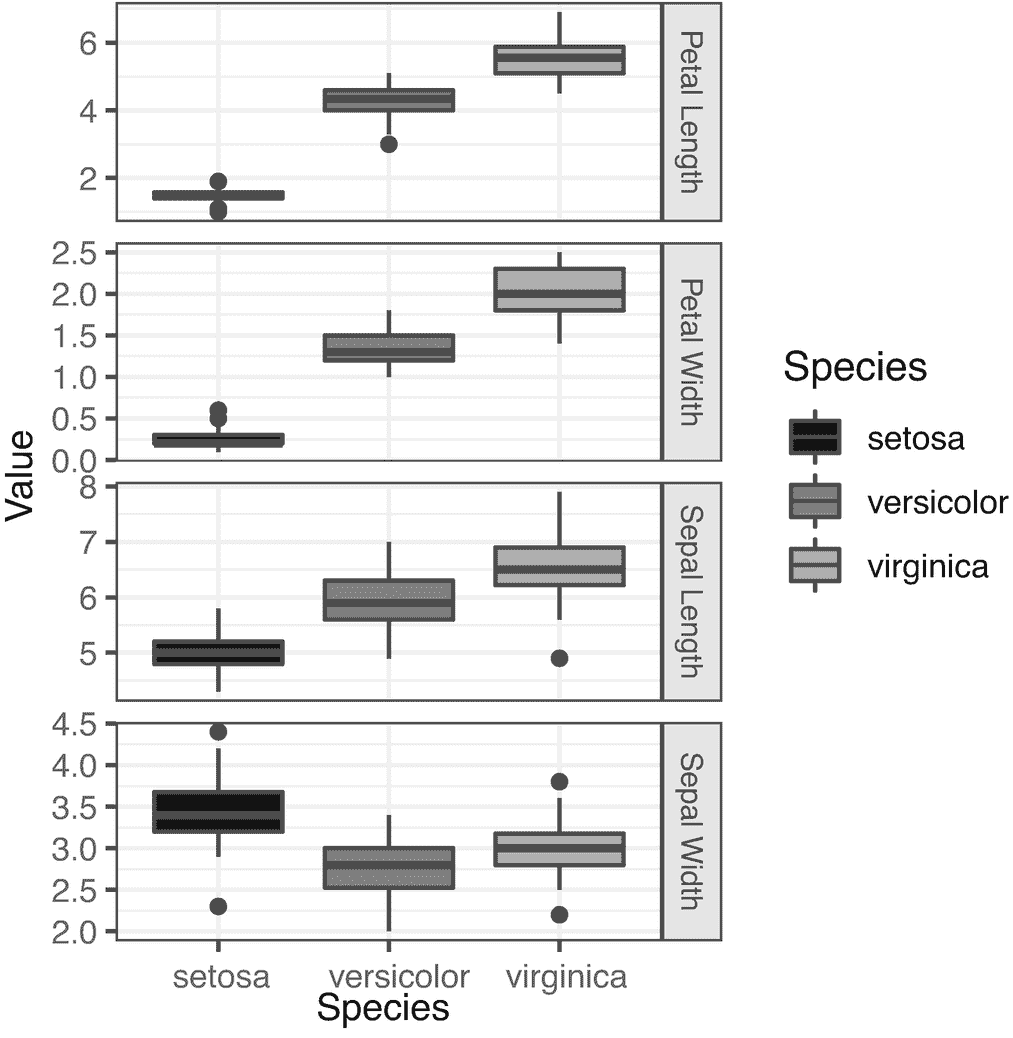 6
4
2
Petal Length
2.5
2.0
1.5
1.0
0.5
0.0
Petal Width
8
7
6
5
Sepal Length
4.5
4.0
3.5
3.0
2.5
2.0
Sepal Width
Value
setosa versicolor virginica
Species
Species
setosa
versicolor
virginica